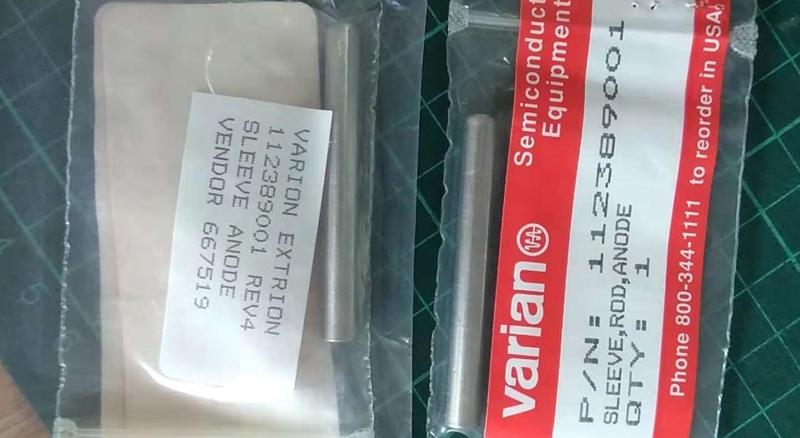 VARION EXTRION
112389001 REV4
SLEEVE ANODE
VENDOR 667519
Semiconduct
Equipment
varian
P/N: 112389001
SLEEVE,ROD,ANODE
QTY: 1
Phone 800-344-1111 to reorder in USA